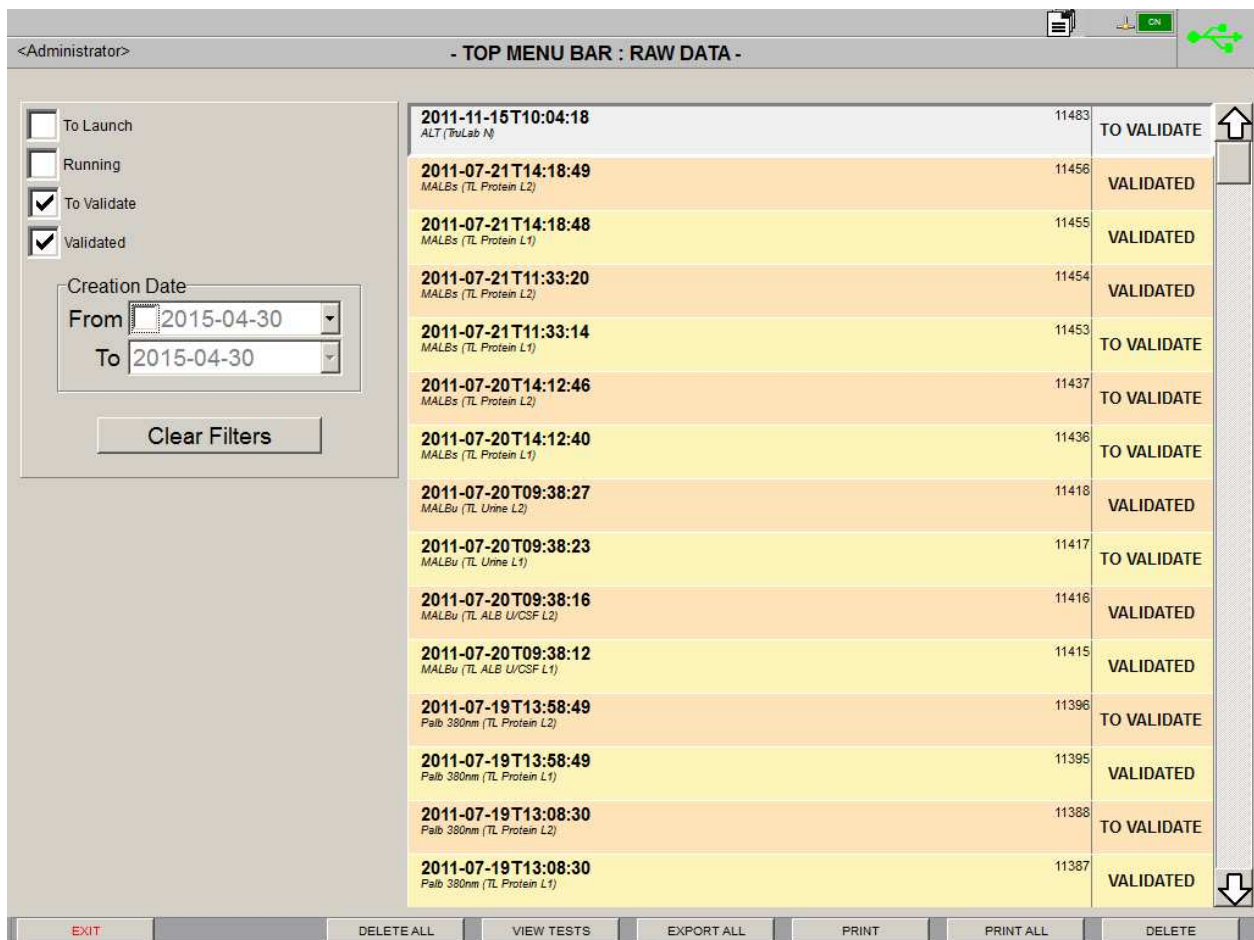 ON
<Administrator>
- TOP MENU BAR : RAW DATA -
To Launch
Running
To Validate
Validated
Creation Date
From 2015-04-30
To 2015-04-30
Clear Filters
2011-11-15T10:04:18 11483
ALT (TruLab N) TO VALIDATE
2011-07-21T14:18:49 11456
MALBs (TL Protein L2) VALIDATED
2011-07-21T14:18:48 11455
MALBs (TL Protein L1) VALIDATED
2011-07-21T11:33:20 11454
MALBs (TL Protein L2) VALIDATED
2011-07-21T11:33:14 11453
MALBs (TL Protein L1) TO VALIDATE
2011-07-20T14:12:46 11437
MALBs (TL Protein L2) TO VALIDATE
2011-07-20T14:12:40 11436
MALBs (TL Protein L1) TO VALIDATE
2011-07-20T09:38:27 11418
MALBu (TL Urine L2) VALIDATED
2011-07-20T09:38:23 11417
MALBu (TL Urine L1) TO VALIDATE
2011-07-20T09:38:16 11416
MALBu (TL ALB U/CSF L2) VALIDATED
2011-07-20T09:38:12 11415
MALBu (TL ALB U/CSF L1) VALIDATED
2011-07-19T13:58:49 11396
Palb 380nm (TL Protein L2) TO VALIDATE
2011-07-19T13:58:49 11395
Palb 380nm (TL Protein L1) VALIDATED
2011-07-19T13:08:30 11388
Palb 380nm (TL Protein L2) TO VALIDATE
2011-07-19T13:08:30 11387
Palb 380nm (TL Protein L1) VALIDATED
EXIT DELETE ALL VIEW TESTS EXPORT ALL PRINT PRINT ALL DELETE